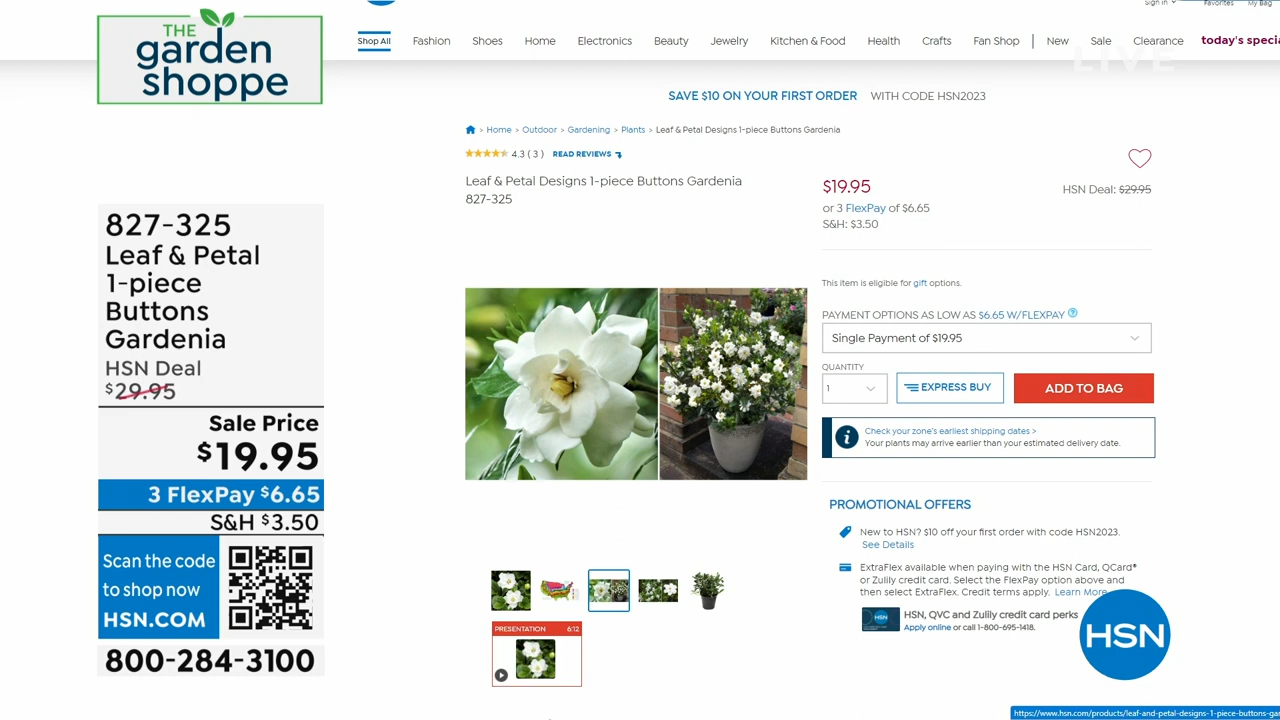 THE
garden
shoppe
827-325
Leaf & Petal
1-piece
Buttons
Gardenia
HSN Deal
$29.95
Sale Price
$19.95
3 FlexPay $6.65
S&H $3.50
Scan the code
to shop now
HSN.COM
800-284-3100
Sign in
Favorites
My Bag
Shop All
Fashion
Shoes
Home
Electronics
Beauty
Jewelry
Kitchen & Food
Health
Crafts
Fan Shop
New
Sale
Clearance
today's specia
LIVE
SAVE $10 ON YOUR FIRST ORDER WITH CODE HSN2023
> Home > Outdoor > Gardening > Plants > Leaf & Petal Designs 1-piece Buttons Gardenia
4.3 ( 3 ) READ REVIEWS
Leaf & Petal Designs 1-piece Buttons Gardenia
827-325
$19.95
HSN Deal: $29.95
or 3 FlexPay of $6.65
S&H: $3.50
This item is eligible for gift options.
PAYMENT OPTIONS AS LOW AS $6.65 W/FLEXPAY ?
Single Payment of $19.95
QUANTITY
1
EXPRESS BUY
ADD TO BAG
i
Check your zone's earliest shipping dates >
Your plants may arrive earlier than your estimated delivery date.
PROMOTIONAL OFFERS
New to HSN? $10 off your first order with code HSN2023.
See Details
ExtraFlex available when paying with the HSN Card, QCard®
or Zulily credit card. Select the FlexPay option above and
then select ExtraFlex. Credit terms apply. Learn More
HSN
HSN, QVC and Zulily credit card perks
Apply online or call 1-800-695-1418.
PRESENTATION 6:12
HSN
https://www.hsn.com/products/leaf-and-petal-designs-1-piece-buttons-gar